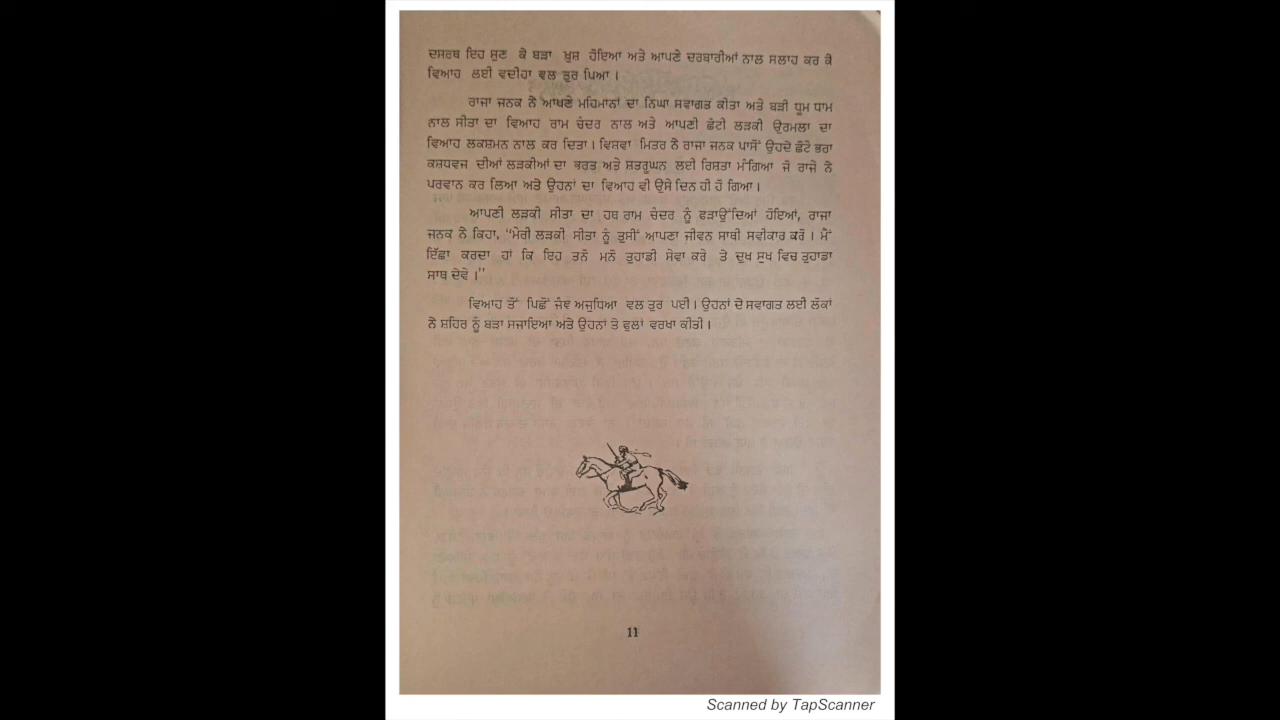 ਦਸਰਥ ਇਹ ਸੁਣ ਕੇ ਬੜਾ ਖੁਸ਼ ਹੋਇਆ ਅਤੇ ਆਪਣੇ ਦਰਬਾਰੀਆਂ ਨਾਲ ਸਲਾਹ ਕਰ ਕੇ
ਵਿਆਹ ਲਈ ਵਦੀਹਾ ਵਲ ਤੁਰ ਪਿਆ ।
ਰਾਜਾ ਜਨਕ ਨੇ ਆਪਣੇ ਮਹਿਮਾਨਾਂ ਦਾ ਨਿਘਾ ਸਵਾਗਤ ਕੀਤਾ ਅਤੇ ਬੜੀ ਧੂਮ ਧਾਮ
ਨਾਲ ਸੀਤਾ ਦਾ ਵਿਆਹ ਰਾਮ ਚੰਦਰ ਨਾਲ ਅਤੇ ਆਪਣੀ ਛੋਟੀ ਲੜਕੀ ਉਰਮਲਾ ਦਾ
ਵਿਆਹ ਲਕਸ਼ਮਨ ਨਾਲ ਕਰ ਦਿਤਾ । ਵਿਸ਼ਵਾ ਮਿਤਰ ਨੇ ਰਾਜਾ ਜਨਕ ਪਾਸੋਂ ਉਹਦੇ ਛੋਟੇ ਭਰਾ
ਕਸ਼ਧਵਜ ਦੀਆਂ ਲੜਕੀਆਂ ਦਾ ਭਰਤ ਅਤੇ ਸ਼ਤਰੂਘਨ ਲਈ ਰਿਸ਼ਤਾ ਮੰਗਿਆ ਜੋ ਰਾਜੇ ਨੇ
ਪਰਵਾਨ ਕਰ ਲਿਆ ਅਤੇ ਉਹਨਾਂ ਦਾ ਵਿਆਹ ਵੀ ਉਸੇ ਦਿਨ ਹੀ ਹੋ ਗਿਆ ।
ਆਪਣੀ ਲੜਕੀ ਸੀਤਾ ਦਾ ਹਥ ਰਾਮ ਚੰਦਰ ਨੂੰ ਫੜਾਉਂਦਿਆਂ ਹੋਇਆਂ, ਰਾਜਾ
ਜਨਕ ਨੇ ਕਿਹਾ, “ਮੇਰੀ ਲੜਕੀ ਸੀਤਾ ਨੂੰ ਤੁਸੀਂ ਆਪਣਾ ਜੀਵਨ ਸਾਥੀ ਸਵੀਕਾਰ ਕਰੋ । ਮੈਂ
ਇੱਛਾ ਕਰਦਾ ਹਾਂ ਕਿ ਇਹ ਤਨੋ ਮਨੋ ਤੁਹਾਡੀ ਸੇਵਾ ਕਰੇ ਤੇ ਦੁਖ ਸੁਖ ਵਿਚ ਤੁਹਾਡਾ
ਸਾਥ ਦੇਵੇ ।”
ਵਿਆਹ ਤੋਂ ਪਿਛੋਂ ਜੰਞ ਅਜੁਧਿਆ ਵਲ ਤੁਰ ਪਈ । ਉਹਨਾਂ ਦੇ ਸਵਾਗਤ ਲਈ ਲੋਕਾਂ
ਨੇ ਸ਼ਹਿਰ ਨੂੰ ਬੜਾ ਸਜਾਇਆ ਅਤੇ ਉਹਨਾਂ ਤੇ ਫੁਲਾਂ ਵਰਖਾ ਕੀਤੀ ।
11
Scanned by TapScanner